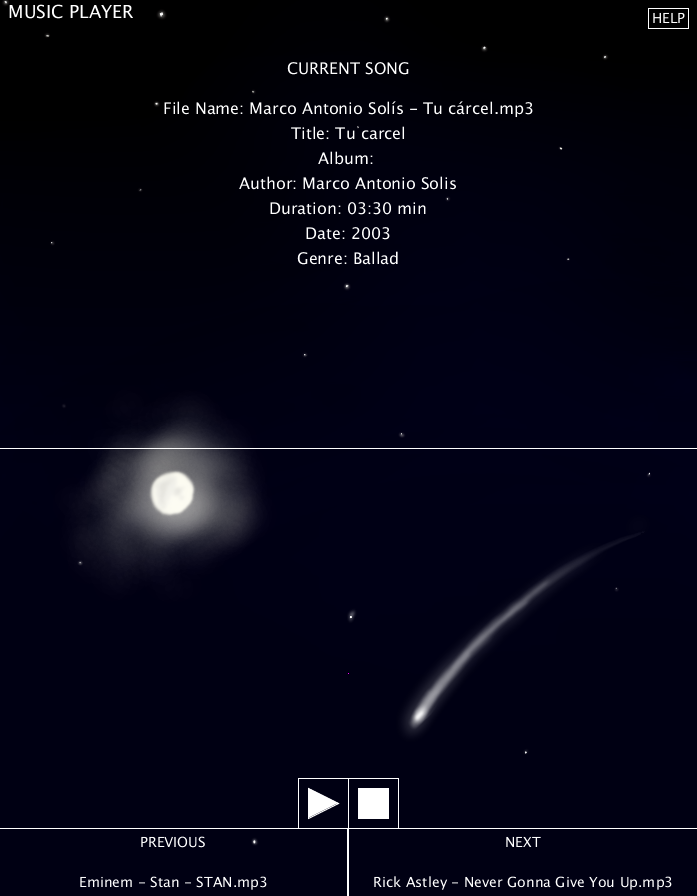 MUSIC PLAYER
HELP
CURRENT SONG
File Name: Marco Antonio Solís - Tu cárcel.mp3
Title: Tu carcel
Album:
Author: Marco Antonio Solis
Duration: 03:30 min
Date: 2003
Genre: Ballad
PREVIOUS
Eminem - Stan - STAN.mp3
NEXT
Rick Astley - Never Gonna Give You Up.mp3